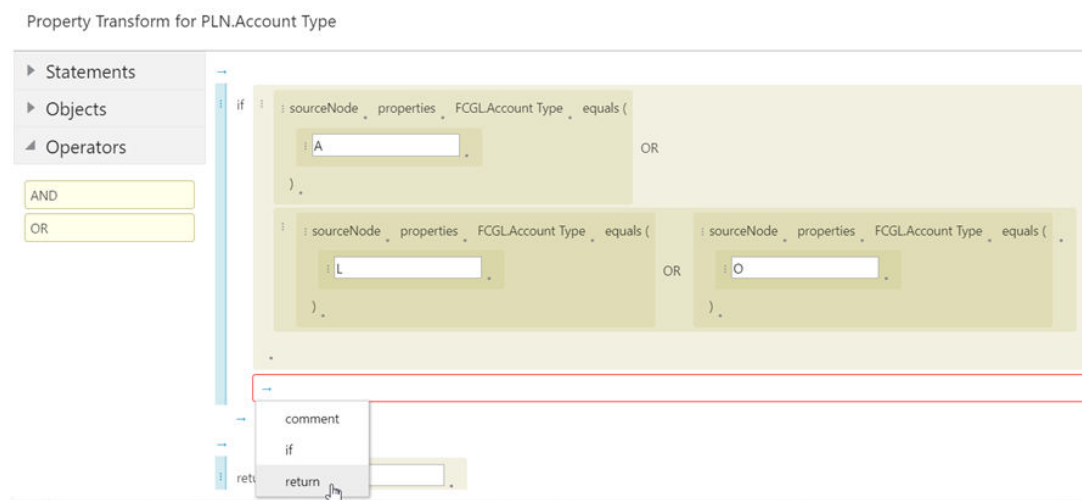 Property Transform for PLN.Account Type
Statements
Objects
Operators
AND
OR
if sourceNode . properties . FCGL.Account Type . equals (
A .
OR
) .
sourceNode . properties . FCGL.Account Type . equals (
L .
) .
OR
sourceNode . properties . FCGL.Account Type . equals ( .
O .
) .
.
comment
if
return
retu
.